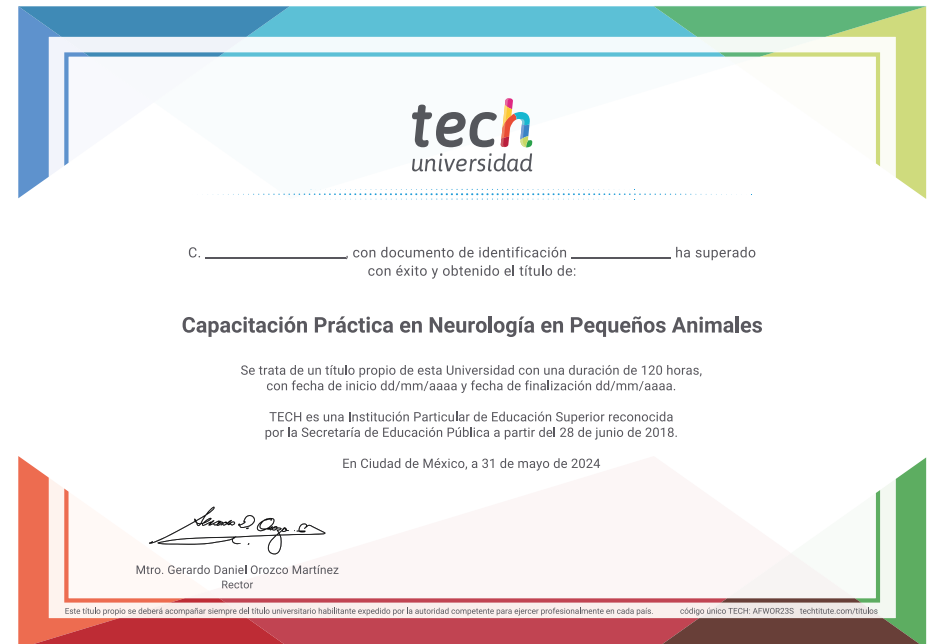 tech
universidad
C. ____________, con documento de identificación ____________ ha superado
con éxito y obtenido el título de:
Capacitación Práctica en Neurología en Pequeños Animales
Se trata de un título propio de esta Universidad con una duración de 120 horas,
con fecha de inicio dd/mm/aaaa y fecha de finalización dd/mm/aaaa.
TECH es una Institución Particular de Educación Superior reconocida
por la Secretaría de Educación Pública a partir del 28 de junio de 2018.
En Ciudad de México, a 31 de mayo de 2024
Mtro. Gerardo Daniel Orozco Martínez
Rector
Este título propio se deberá acompañar siempre del título universitario habilitante expedido por la autoridad competente para ejercer profesionalmente en cada país. código único TECH: AFWOR23S techtitute.com/titulos